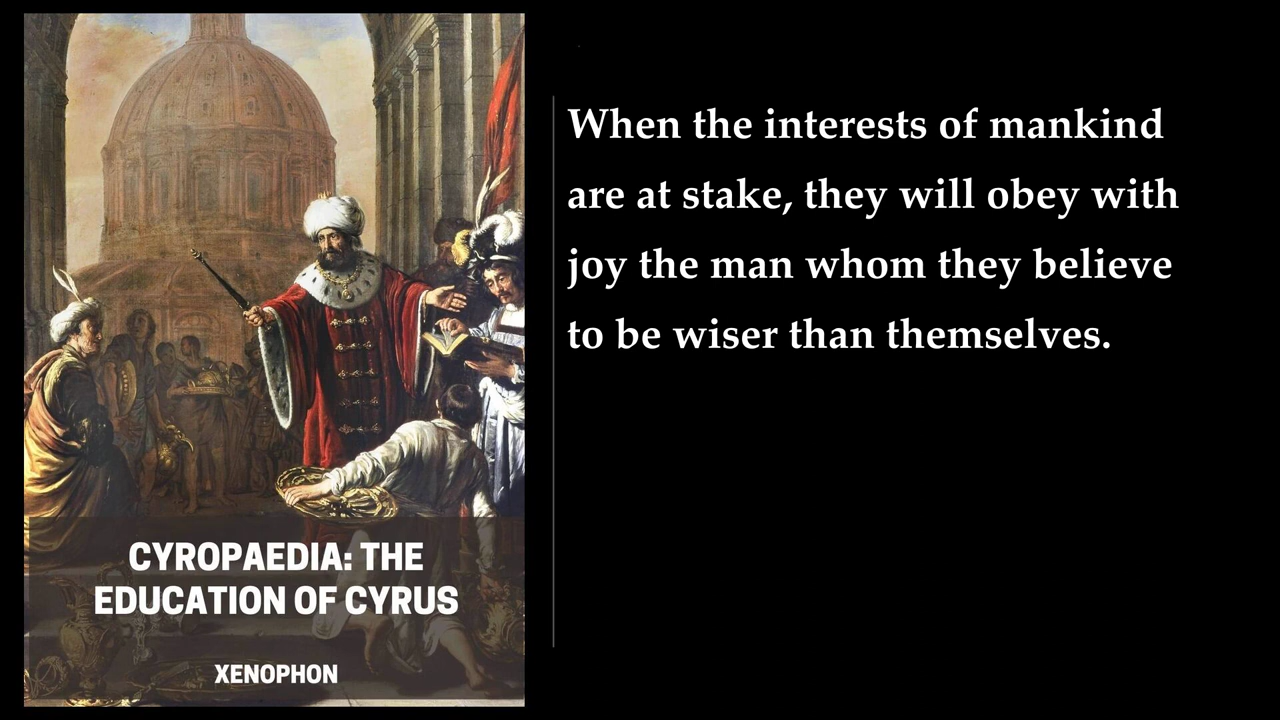 When the interests of mankind
are at stake, they will obey with
joy the man whom they believe
to be wiser than themselves.
CYROPAEDIA: THE
EDUCATION OF CYRUS
XENOPHON